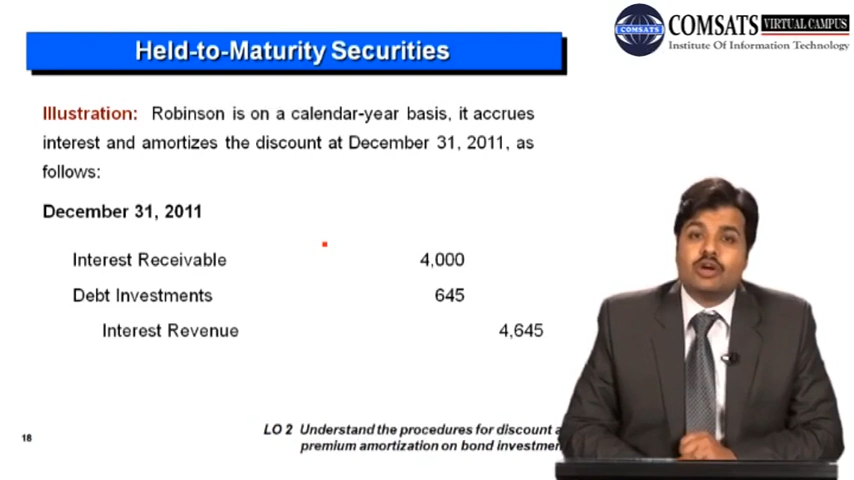 COMSATS
COMSATS VIRTUAL CAMPUS
Institute Of Information Technology
Held-to-Maturity Securities
Illustration: Robinson is on a calendar-year basis, it accrues
interest and amortizes the discount at December 31, 2011, as
follows:
December 31, 2011
Interest Receivable 4,000
Debt Investments 645
Interest Revenue 4,645
LO 2 Understand the procedures for discount a
premium amortization on bond investmen
18